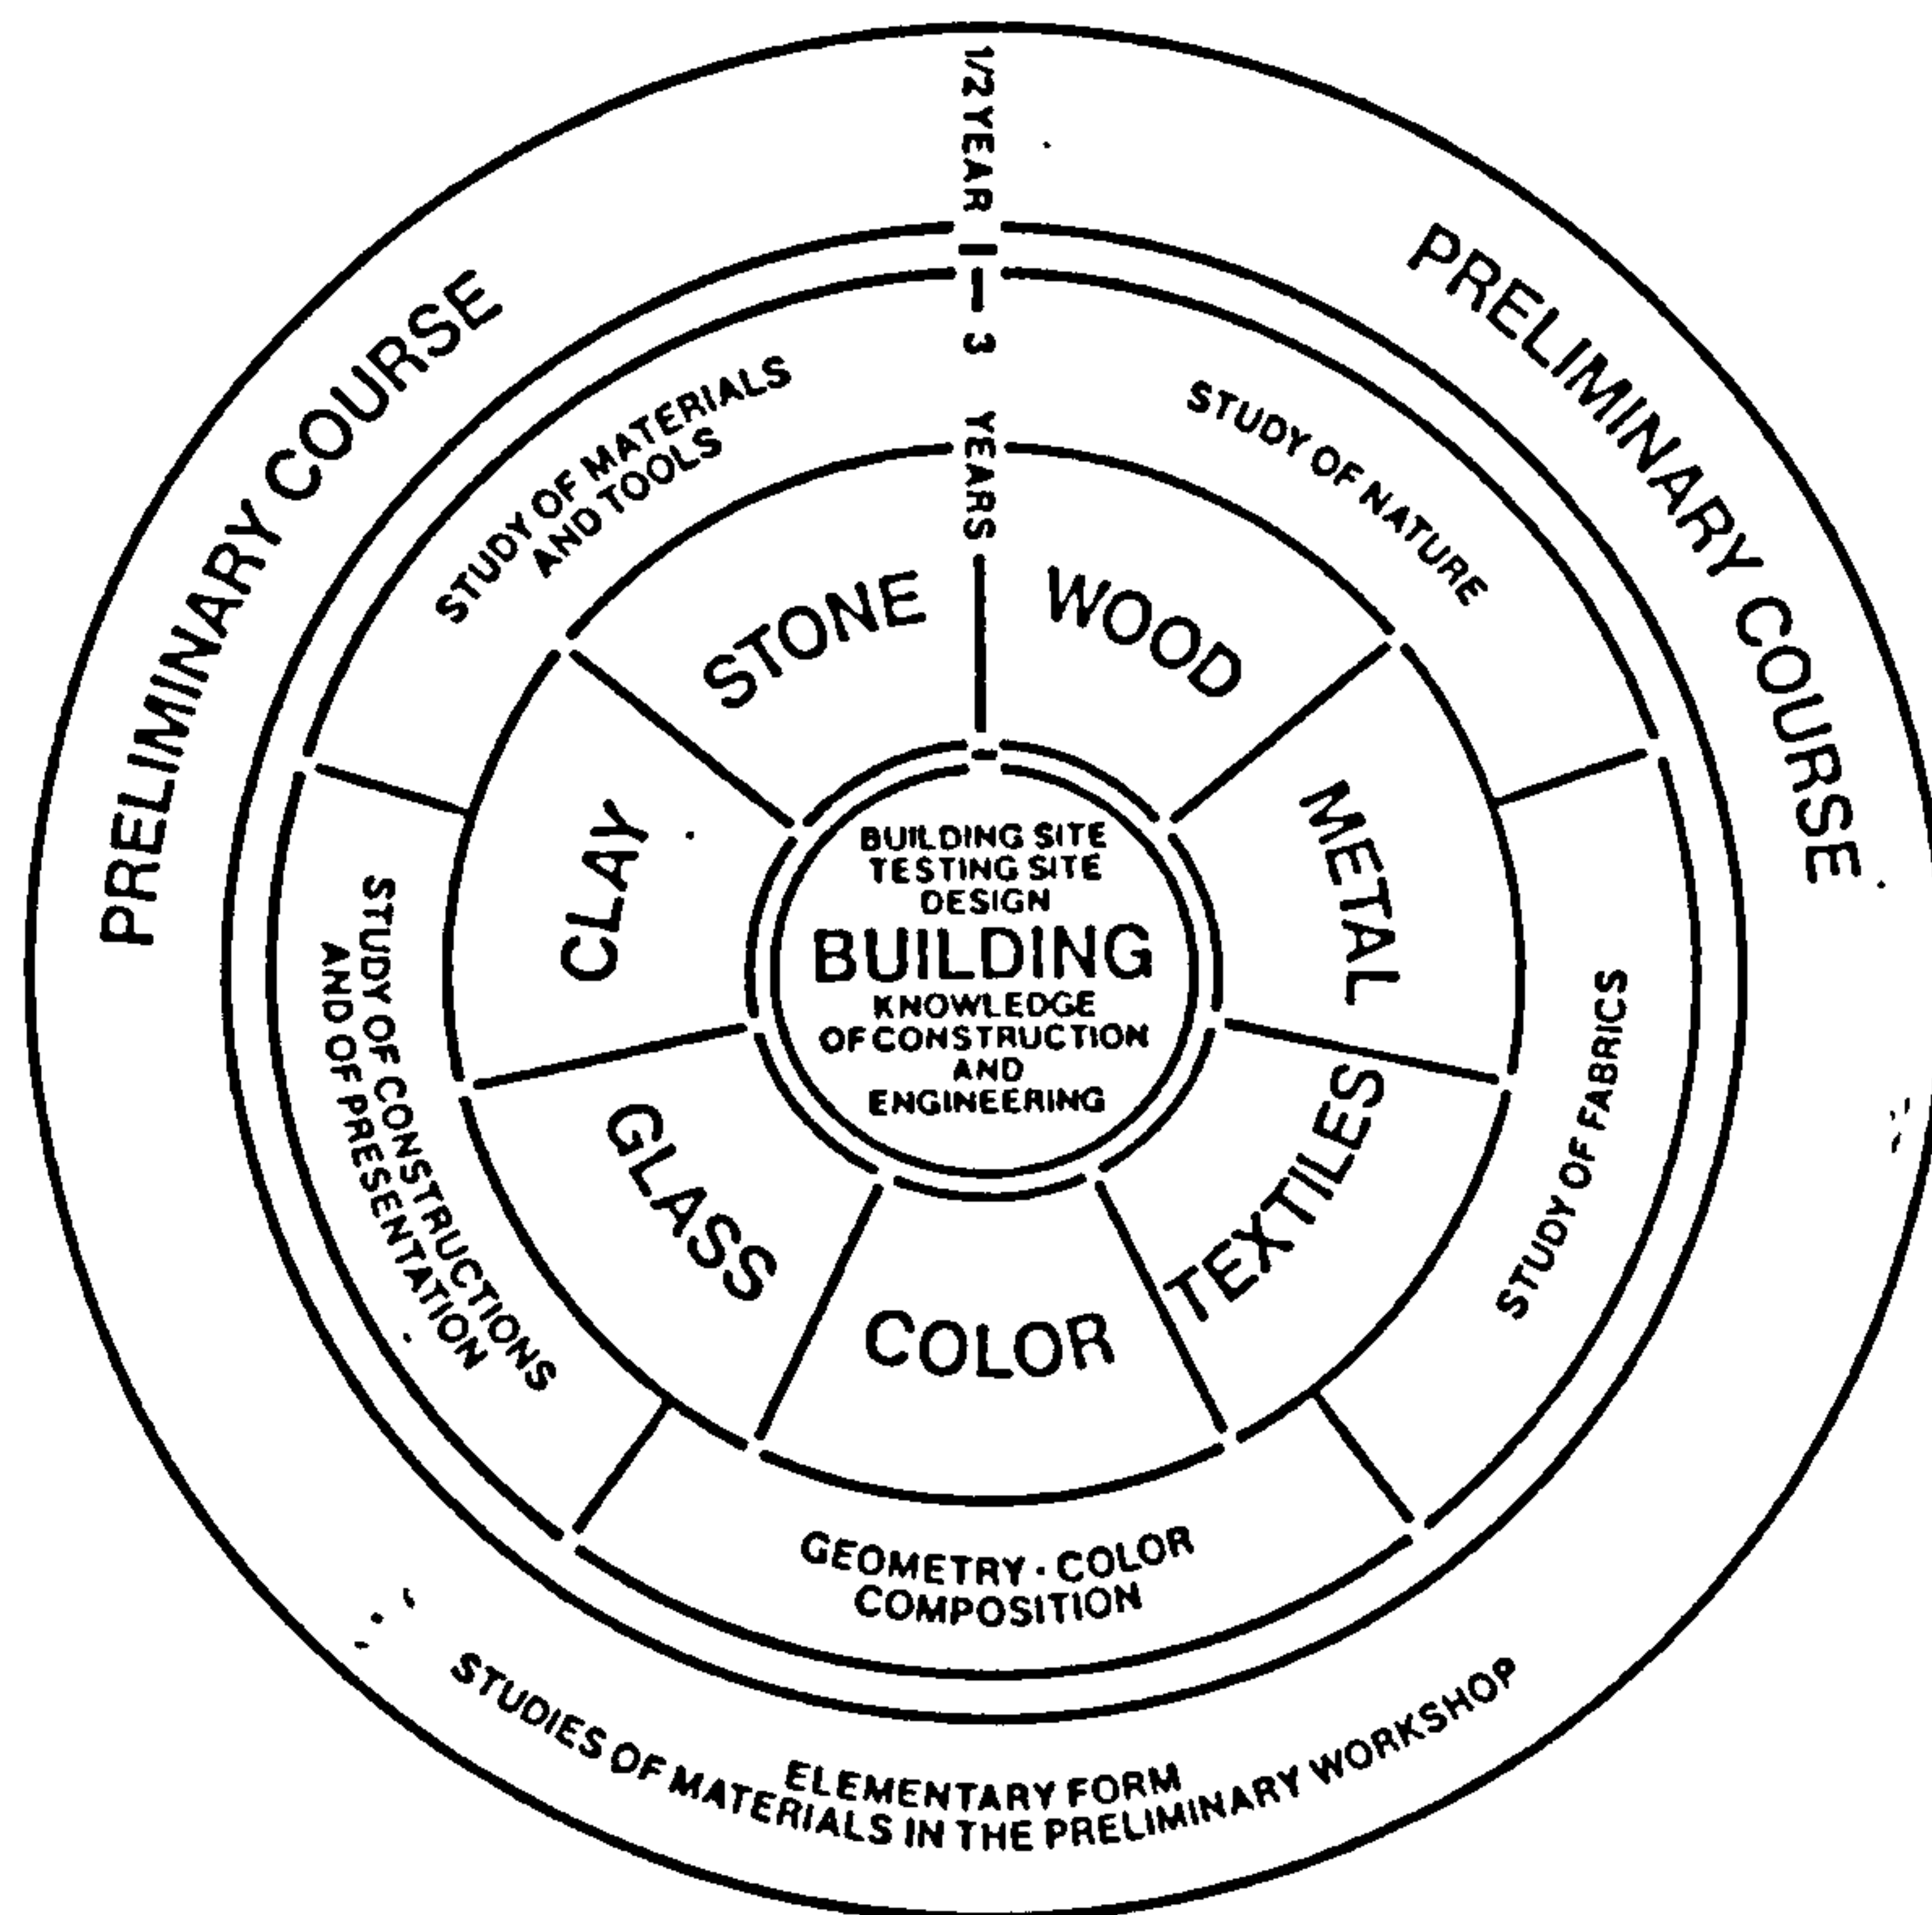 1/2 YEAR
3 YEARS
PRELIMINARY COURSE
PRELIMINARY COURSE
STUDY OF MATERIALS
AND TOOLS
STUDY OF NATURE
STUDY OF FABRICS
GEOMETRY · COLOR
COMPOSITION
STUDY OF CONSTRUCTIONS
AND OF PRESENTATION
STONE
WOOD
METAL
TEXTILES
COLOR
GLASS
CLAY
BUILDING SITE
TESTING SITE
DESIGN
BUILDING
KNOWLEDGE
OF CONSTRUCTION
AND
ENGINEERING
ELEMENTARY FORM
STUDIES OF MATERIALS IN THE PRELIMINARY WORKSHOP